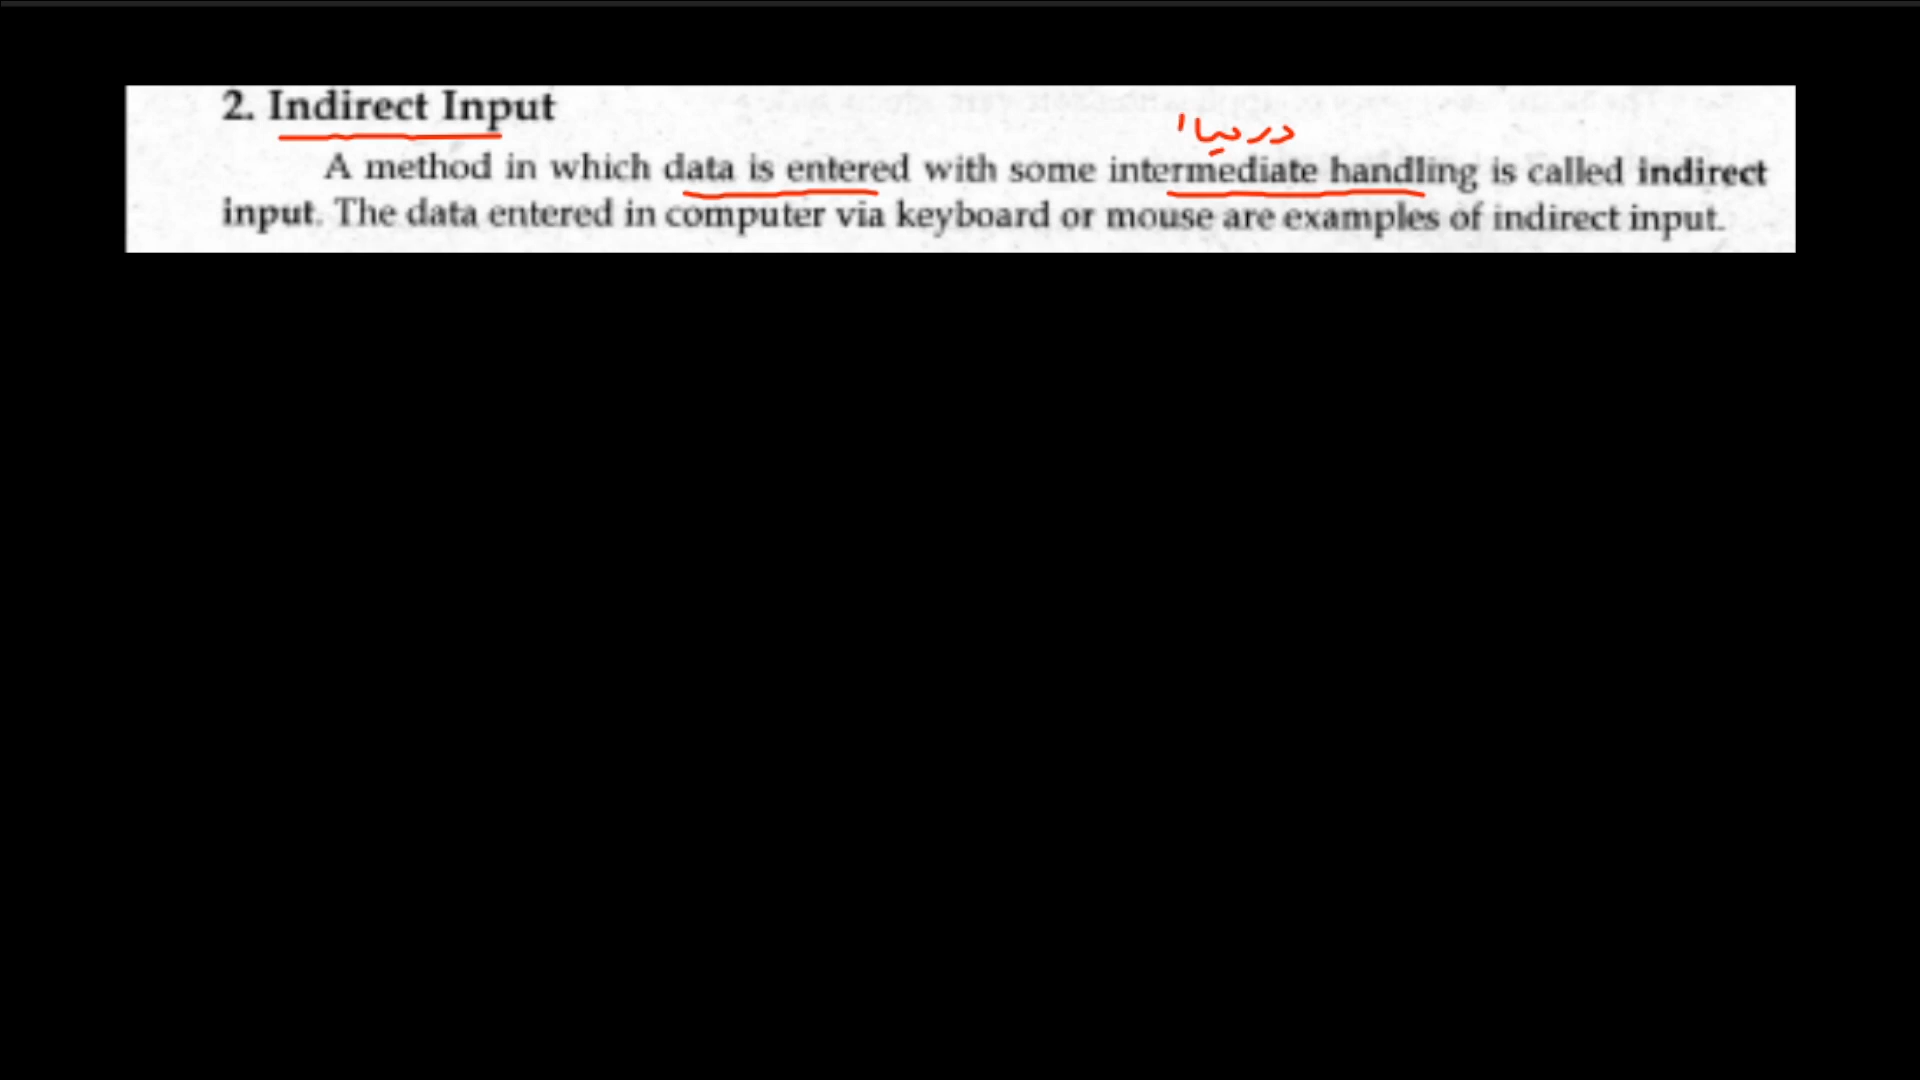 2. Indirect Input
A method in which data is entered with some intermediate handling is called indirect
input. The data entered in computer via keyboard or mouse are examples of indirect input.